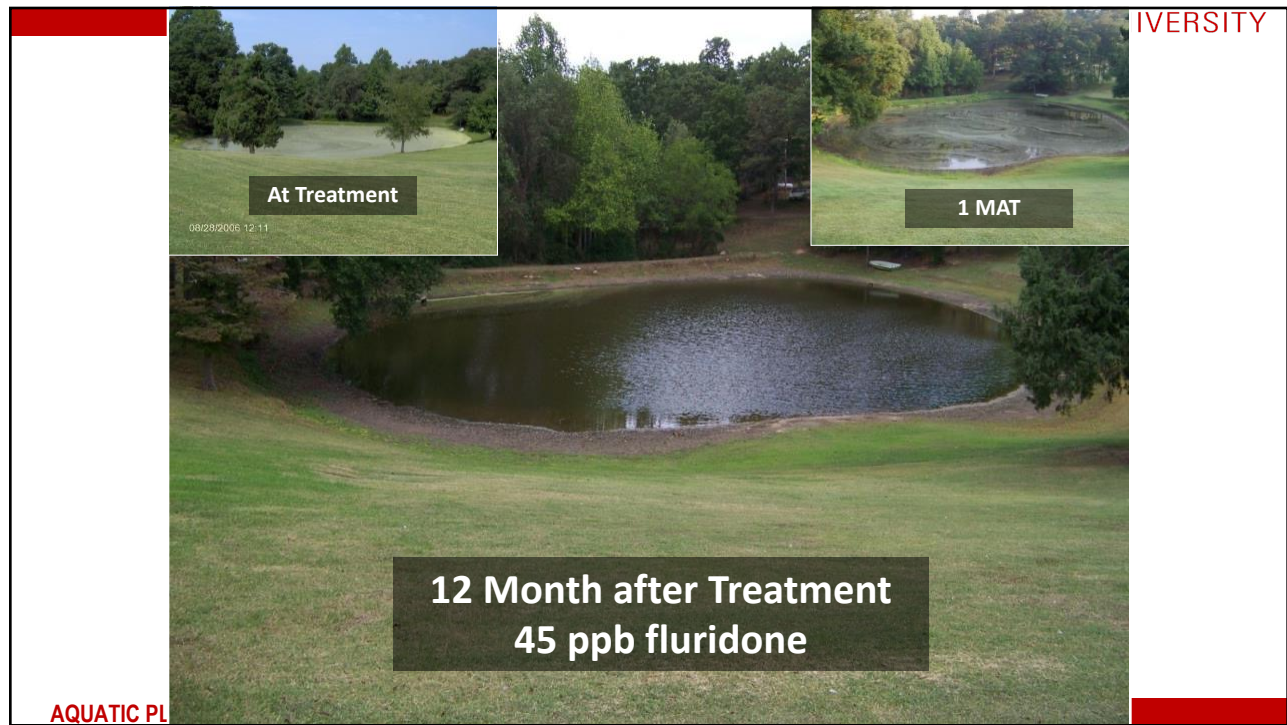 IVERSITY
At Treatment
08/28/2006 12:11
1 MAT
12 Month after Treatment
45 ppb fluridone
AQUATIC PL